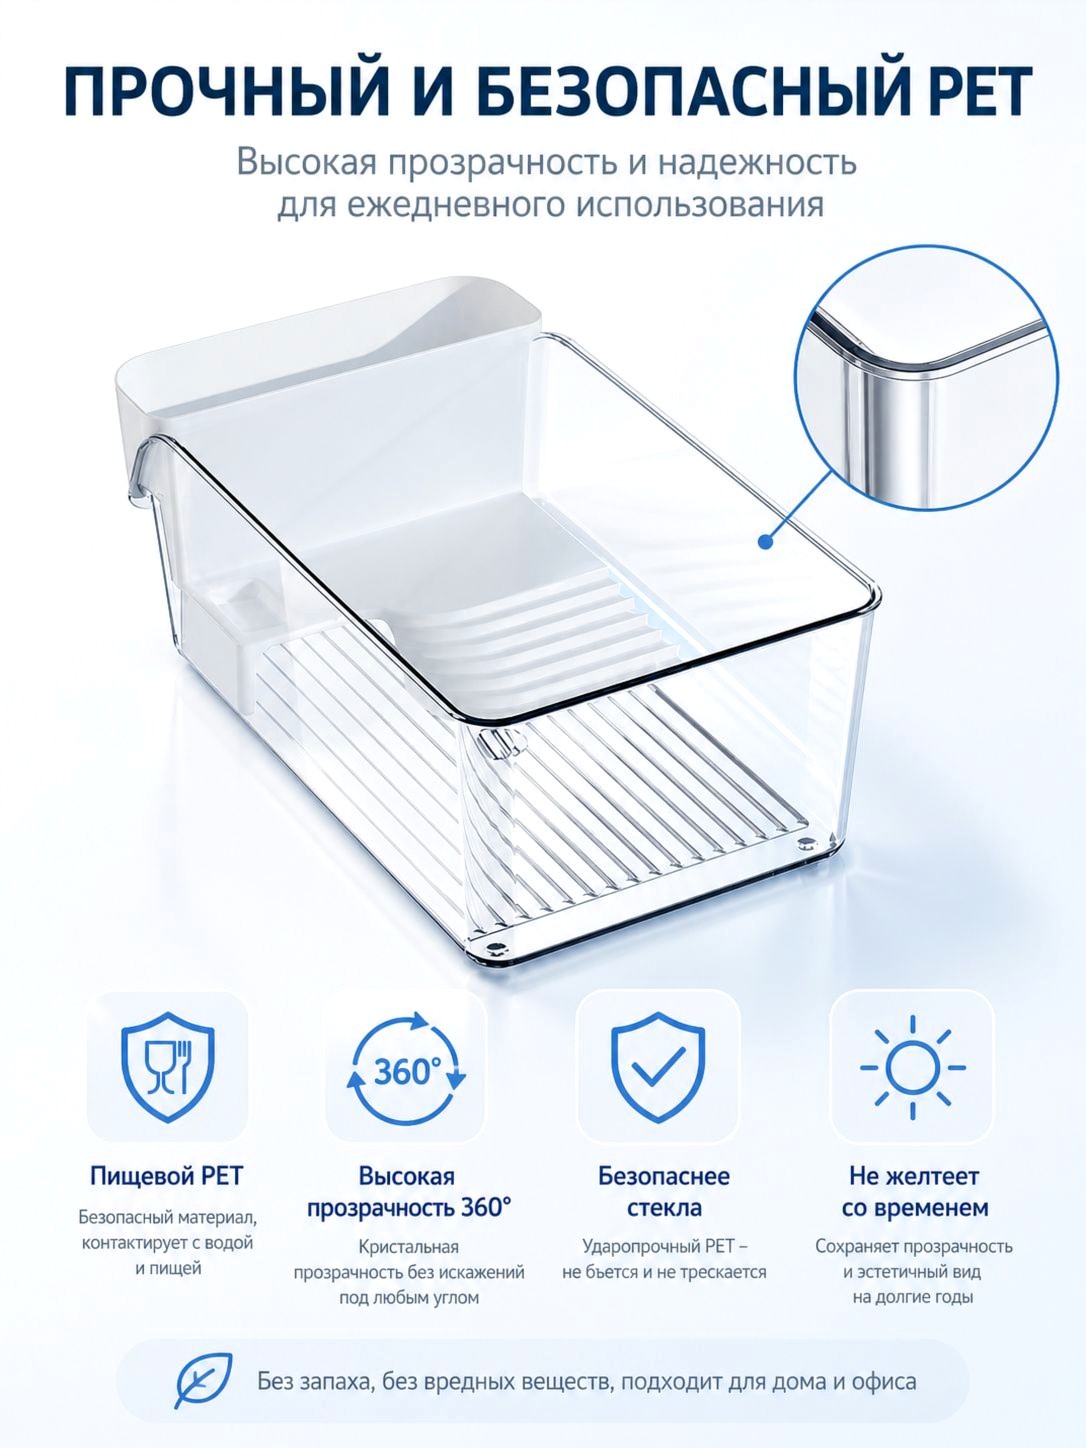 ПРОЧНЫЙ И БЕЗОПАСНЫЙ PET
Высокая прозрачность и надежность
для ежедневного использования
360°
Пищевой PET
Безопасный материал,
контактирует с водой
и пищей
Высокая
прозрачность 360°
Кристальная
прозрачность без искажений
под любым углом
Безопаснее
стекла
Ударопрочный PET –
не бьется и не трескается
Не желтеет
со временем
Сохраняет прозрачность
и эстетичный вид
на долгие годы
Без запаха, без вредных веществ, подходит для дома и офиса